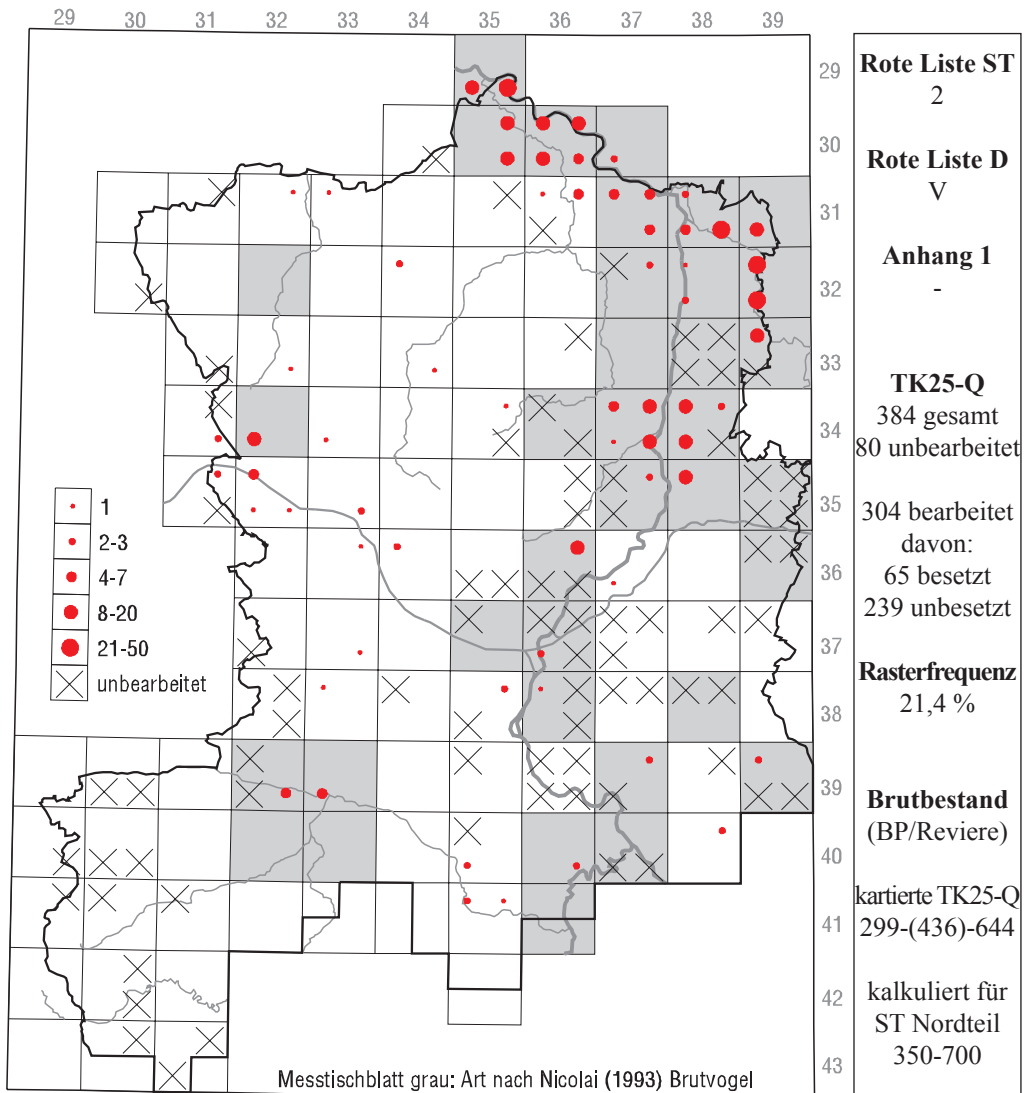 29 30 31 32 33 34 35 36 37 38 39
29
30
31
32
33
34
35
36
37
38
39
40
41
42
43
1
2-3
4-7
8-20
21-50
unbearbeitet
Messtischblatt grau: Art nach Nicolai (1993) Brutvogel
Rote Liste ST
2
Rote Liste D
V
Anhang 1
-
TK25-Q
384 gesamt
80 unbearbeitet
304 bearbeitet
davon:
65 besetzt
239 unbesetzt
Rasterfrequenz
21,4 %
Brutbestand
(BP/Reviere)
kartierte TK25-Q
299-(436)-644
kalkuliert für
ST Nordteil
350-700